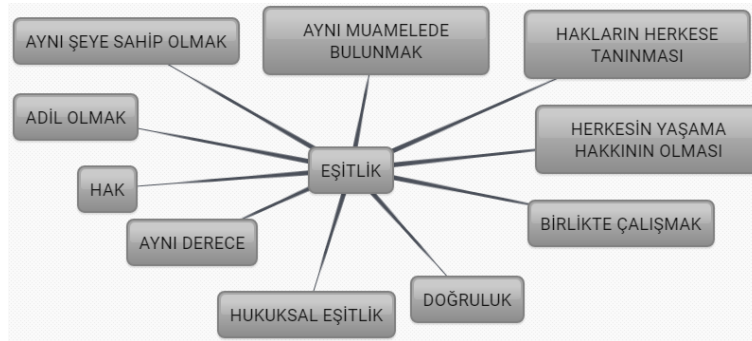 AYNI ŞEYE SAHİP OLMAK
AYNI MUAMELEDE
BULUNMAK
HAKLARIN HERKESE
TANINMASI
ADİL OLMAK
HERKESİN YAŞAMA
HAKKININ OLMASI
EŞİTLİK
HAK
BİRLİKTE ÇALIŞMAK
AYNI DERECE
HUKUKSAL EŞİTLİK
DOĞRULUK